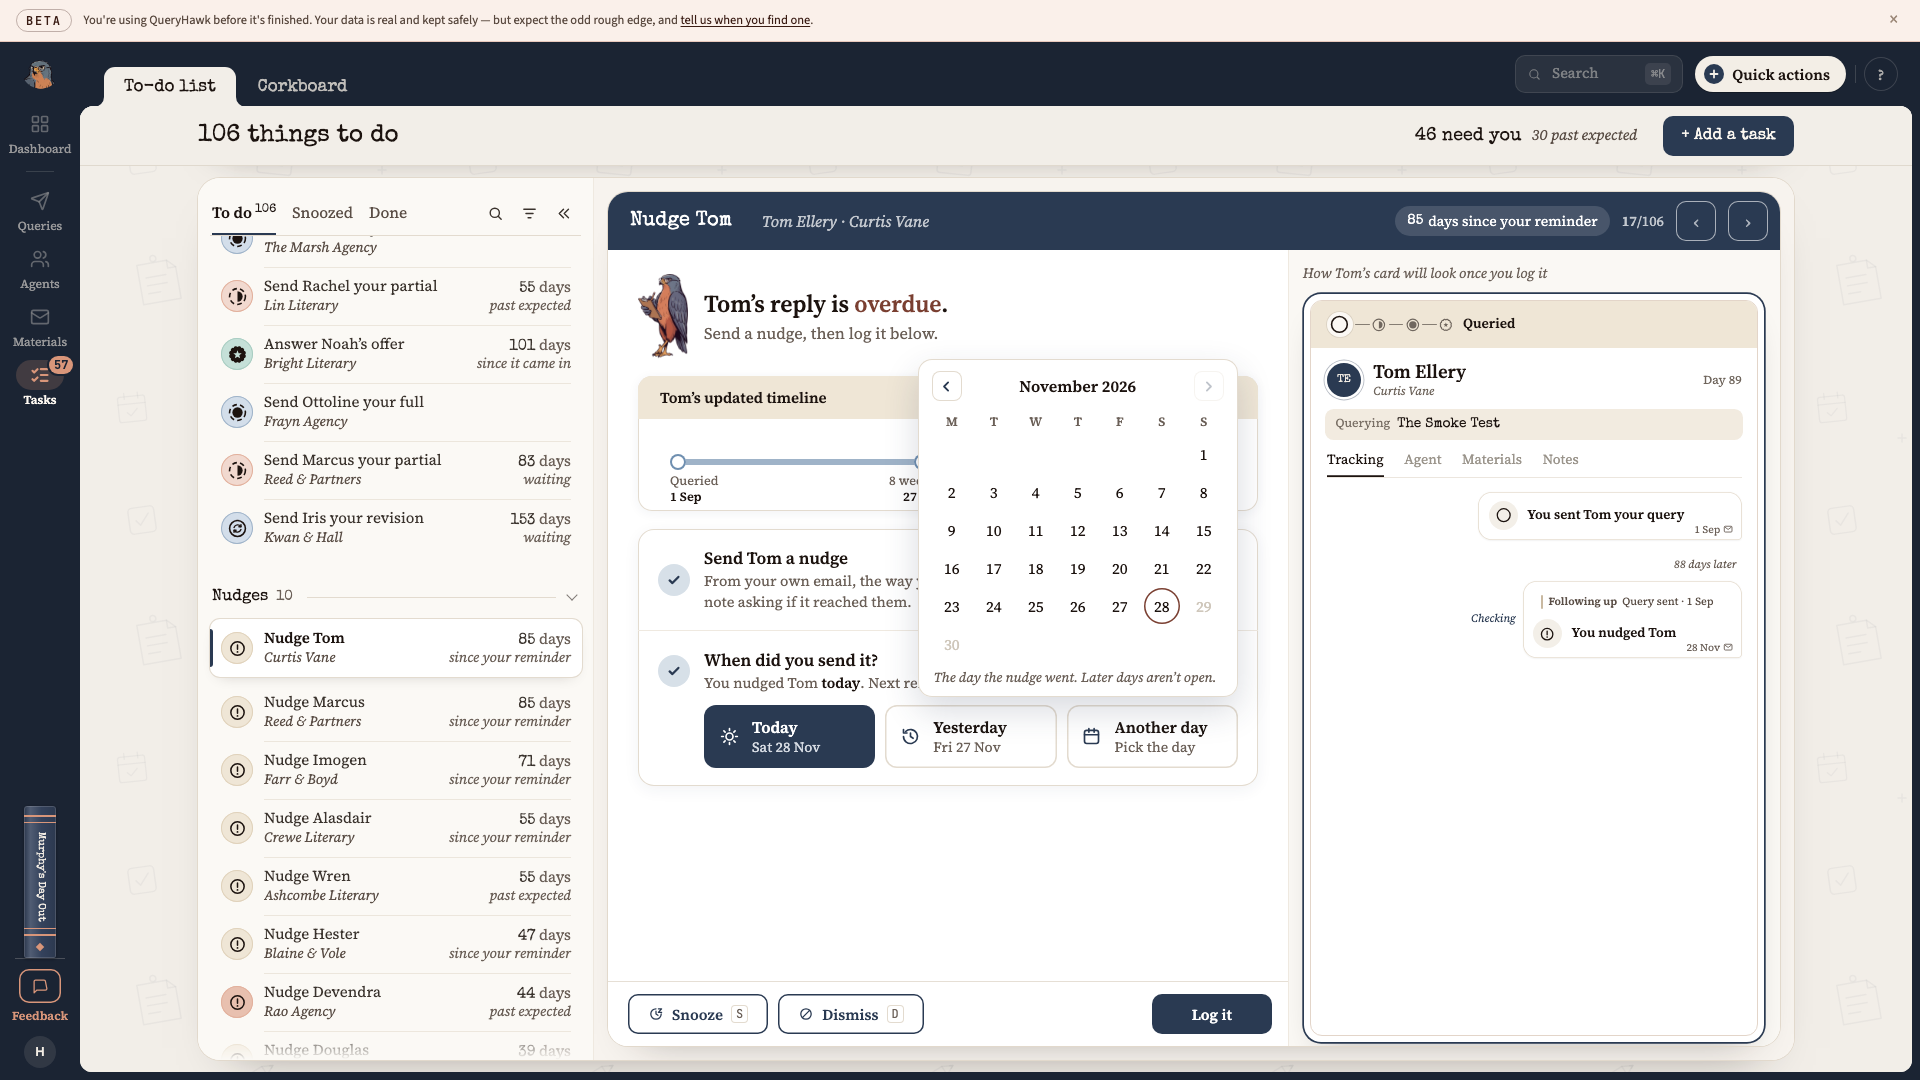 BETA
You're using QueryHawk before it's finished. Your data is real and kept safely — but expect the odd rough edge, and tell us when you find one.
×
To-do list
Corkboard
Search
⌘K
+ Quick actions
?
Dashboard
Queries
Agents
Materials
57
Tasks
Murphy's Day Out
Feedback
H
106 things to do
46 need you
30 past expected
+ Add a task
To do 106
Snoozed
Done
The Marsh Agency
Send Rachel your partial
55 days
Lin Literary
past expected
Answer Noah's offer
101 days
Bright Literary
since it came in
Send Ottoline your full
Frayn Agency
Send Marcus your partial
83 days
Reed & Partners
waiting
Send Iris your revision
153 days
Kwan & Hall
waiting
Nudges 10
Nudge Tom
85 days
Curtis Vane
since your reminder
Nudge Marcus
85 days
Reed & Partners
since your reminder
Nudge Imogen
71 days
Farr & Boyd
since your reminder
Nudge Alasdair
55 days
Crewe Literary
since your reminder
Nudge Wren
55 days
Ashcombe Literary
past expected
Nudge Hester
47 days
Blaine & Vole
since your reminder
Nudge Devendra
44 days
Rao Agency
past expected
Nudge Douglas
39 days
Nudge Tom
Tom Ellery · Curtis Vane
85 days since your reminder
17/106
Tom's reply is overdue.
Send a nudge, then log it below.
Tom's updated timeline
Queried
1 Sep
8
27
Send Tom a nudge
From your own email, the way
note asking if it reached them.
When did you send it?
You nudged Tom today. Next
Today
Sat 28 Nov
Yesterday
Fri 27 Nov
Another day
Pick the day
November 2026
M T W T F S S
1
2 3 4 5 6 7 8
9 10 11 12 13 14 15
16 17 18 19 20 21 22
23 24 25 26 27 28 29
30
The day the nudge went. Later days aren't open.
Snooze S
Dismiss D
Log it
How Tom's card will look once you log it
Queried
TE
Tom Ellery
Curtis Vane
Day 89
Querying The Smoke Test
Tracking
Agent
Materials
Notes
You sent Tom your query
1 Sep
88 days later
Checking
Following up Query sent · 1 Sep
You nudged Tom
28 Nov